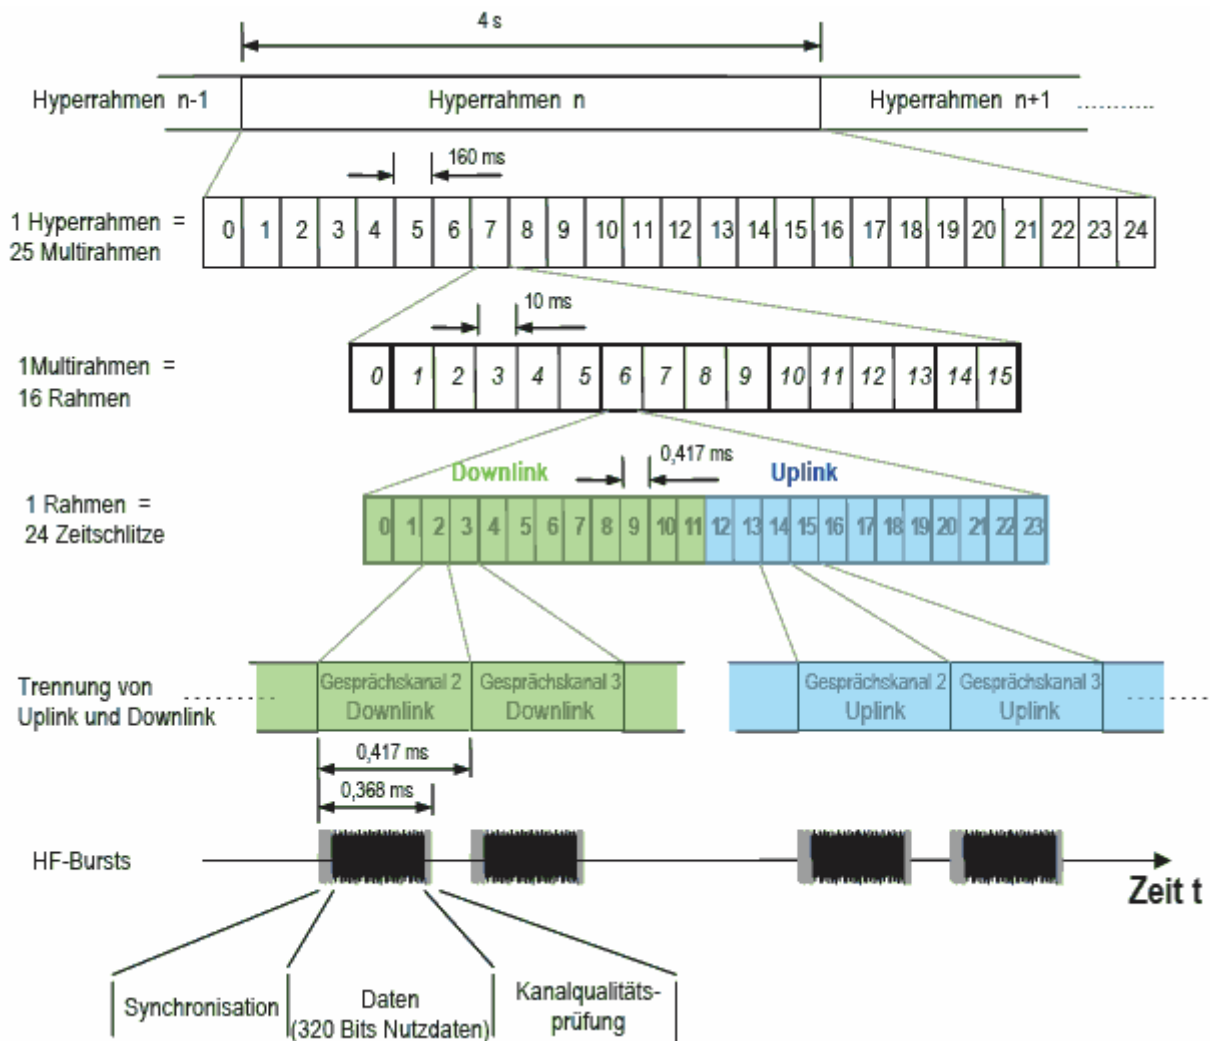 4 s
Hyperrahmen n-1
Hyperrahmen n
Hyperrahmen n+1 ...........
160 ms
1 Hyperrahmen =
25 Multirahmen
0 1 2 3 4 5 6 7 8 9 10 11 12 13 14 15 16 17 18 19 20 21 22 23 24
10 ms
1Multirahmen =
16 Rahmen
0 1 2 3 4 5 6 7 8 9 10 11 12 13 14 15
Downlink
0,417 ms
Uplink
1 Rahmen =
24 Zeitschlitze
0 1 2 3 4 5 6 7 8 9 10 11 12 13 14 15 16 17 18 19 20 21 22 23
Trennung von
Uplink und Downlink
Gesprächskanal 2
Downlink
Gesprächskanal 3
Downlink
Gesprächskanal 2
Uplink
Gesprächskanal 3
Uplink
0,417 ms
0,368 ms
HF-Bursts
Zeit t
Synchronisation
Daten
(320 Bits Nutzdaten)
Kanalqualitäts-
prüfung